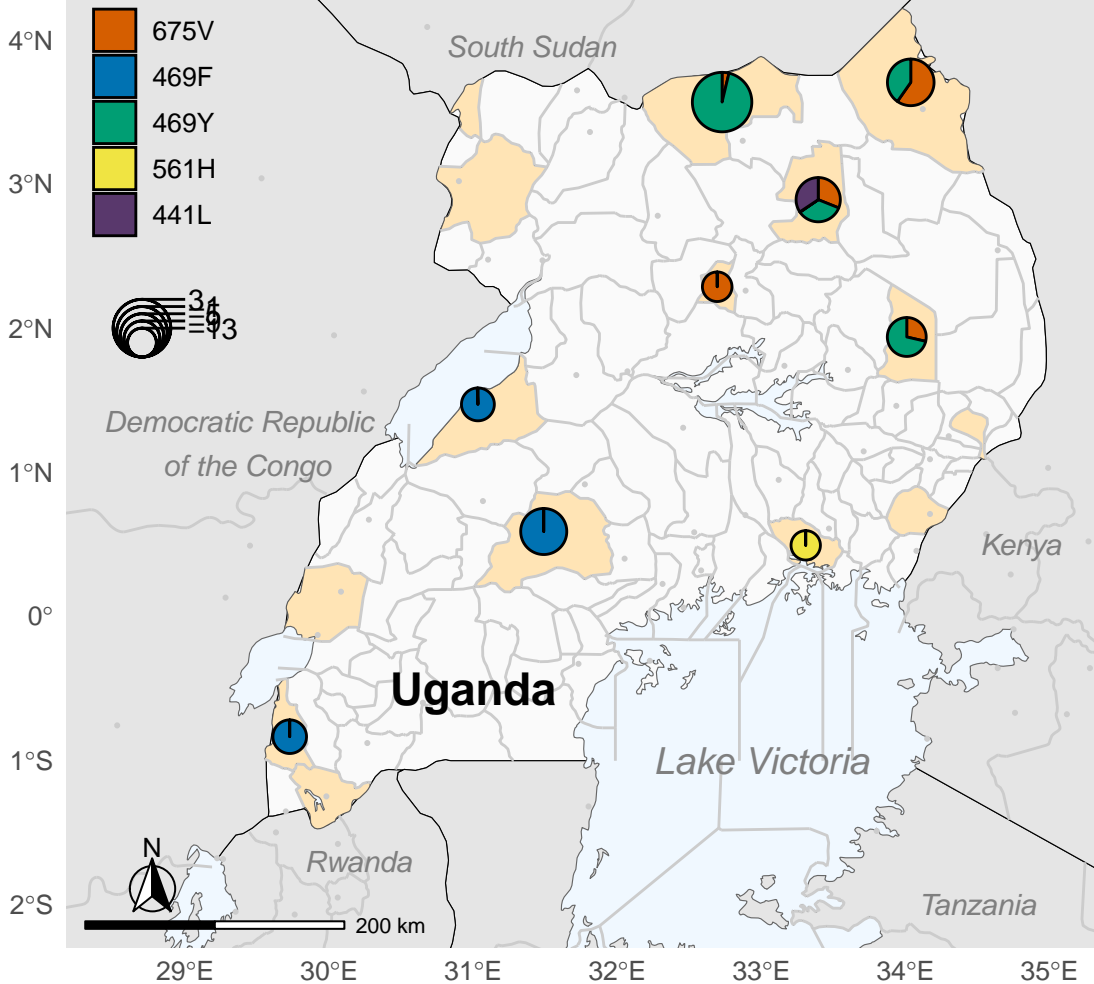 675V
469F
469Y
561H
441L
3
13
4°N
3°N
2°N
1°N
0°
1°S
2°S
South Sudan
Democratic Republic
of the Congo
Kenya
Uganda
Lake Victoria
Rwanda
Tanzania
N
200 km
29°E
30°E
31°E
32°E
33°E
34°E
35°E